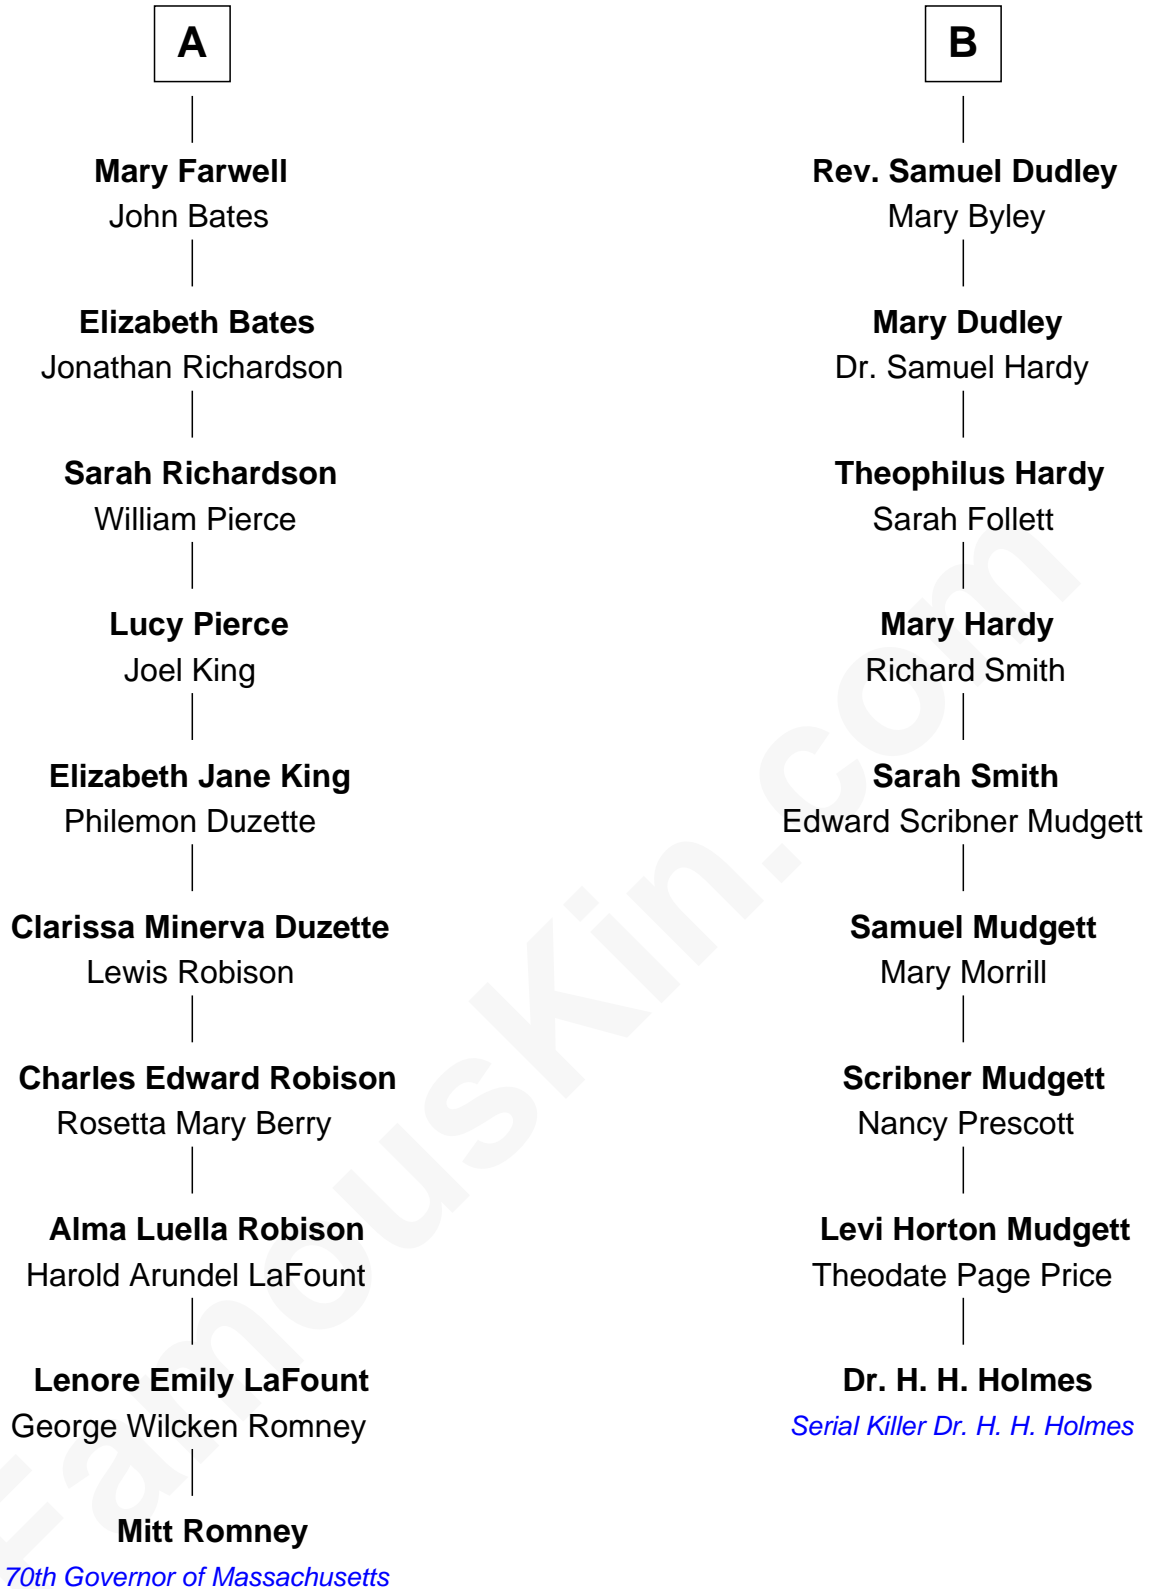 A
Mary Farwell
John Bates
Elizabeth Bates
Jonathan Richardson
Sarah Richardson
William Pierce
Lucy Pierce
Joel King
Elizabeth Jane King
Philemon Duzette
Clarissa Minerva Duzette
Lewis Robison
Charles Edward Robison
Rosetta Mary Berry
Alma Luella Robison
Harold Arundel LaFount
Lenore Emily LaFount
George Wilcken Romney
Mitt Romney
70th Governor of Massachusetts
B
Rev. Samuel Dudley
Mary Byley
Mary Dudley
Dr. Samuel Hardy
Theophilus Hardy
Sarah Follett
Mary Hardy
Richard Smith
Sarah Smith
Edward Scribner Mudgett
Samuel Mudgett
Mary Morrill
Scribner Mudgett
Nancy Prescott
Levi Horton Mudgett
Theodate Page Price
Dr. H. H. Holmes
Serial Killer Dr. H. H. Holmes
FamousKin.com